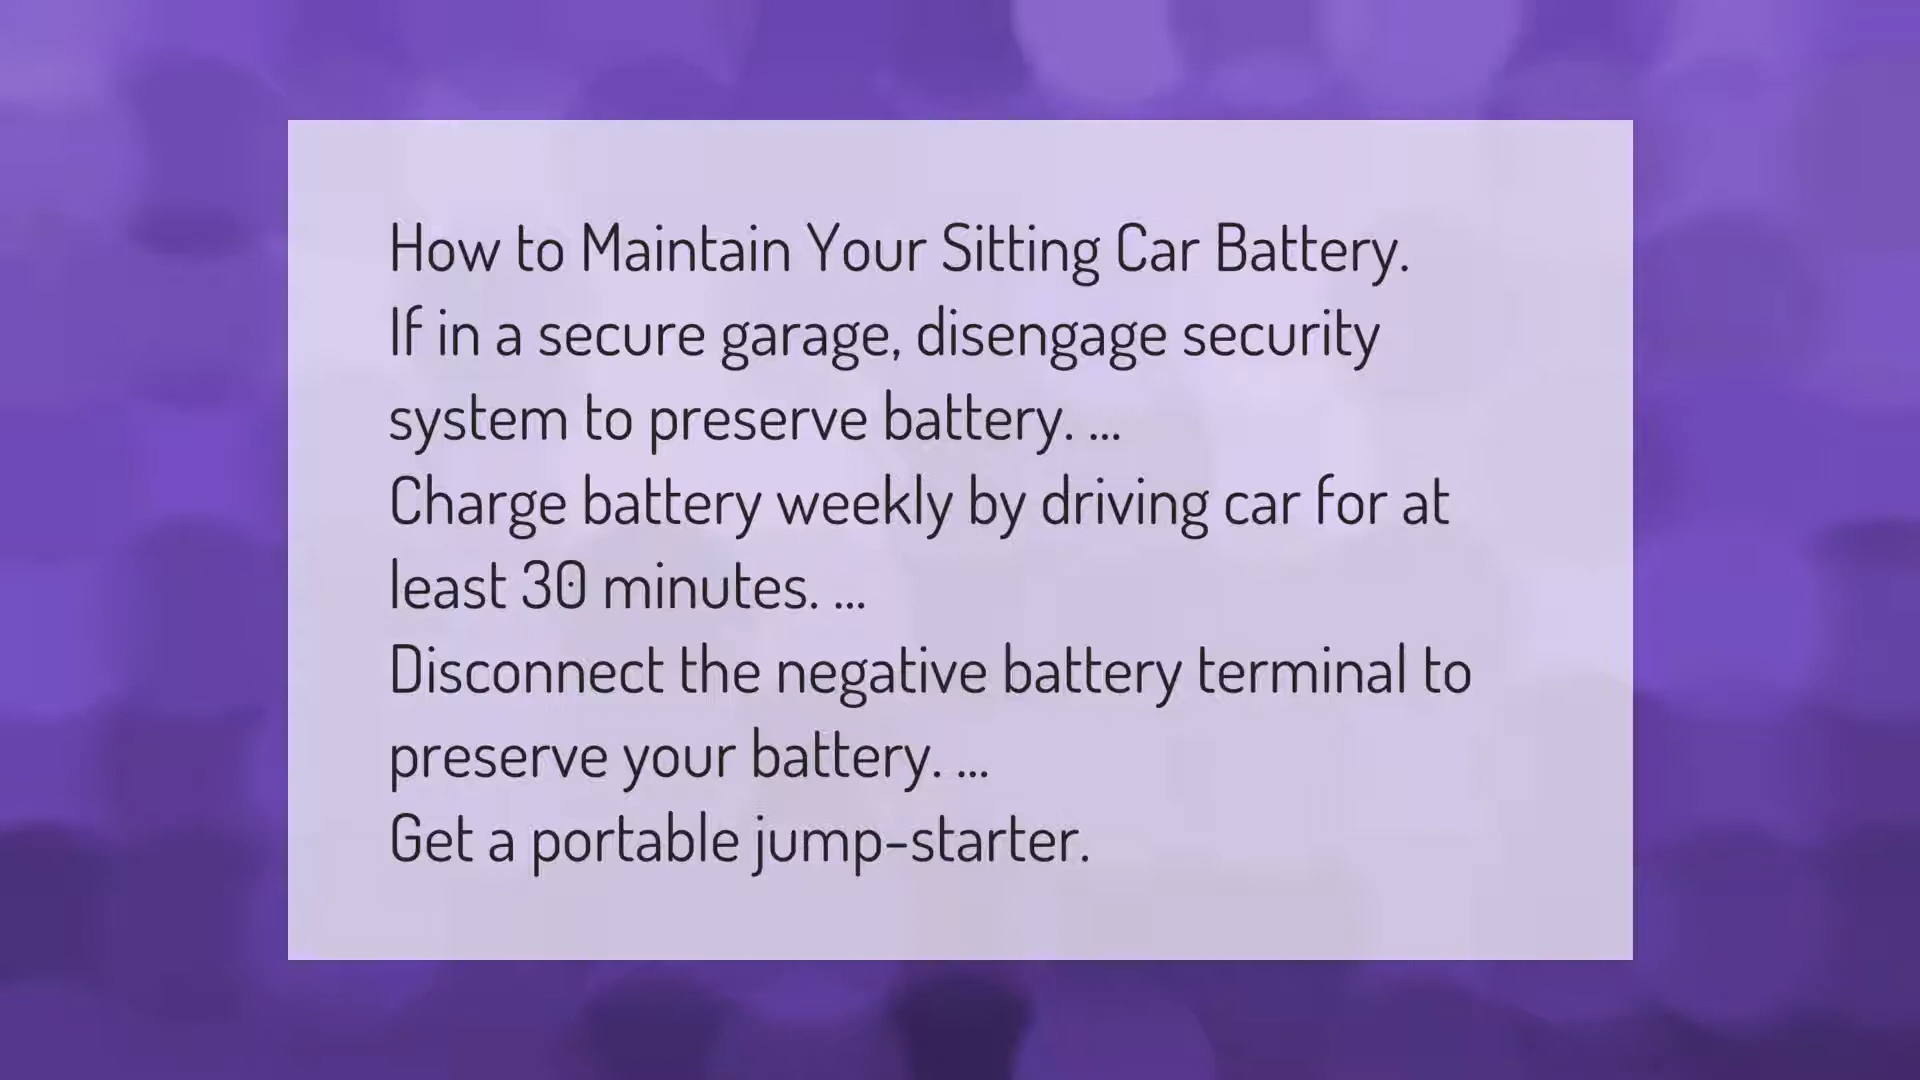 How to Maintain Your Sitting Car Battery.
If in a secure garage, disengage security
system to preserve battery. ...
Charge battery weekly by driving car for at
least 30 minutes. ...
Disconnect the negative battery terminal to
preserve your battery. ...
Get a portable jump-starter.